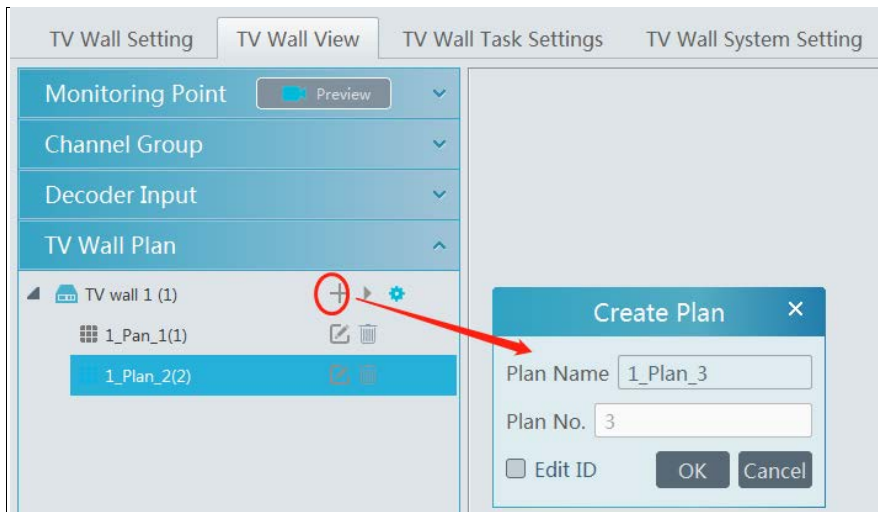 TV Wall Setting TV Wall View TV Wall Task Settings TV Wall System Setting
Monitoring Point Preview
Channel Group
Decoder Input
TV Wall Plan
TV wall 1 (1)
1_Pan_1(1)
1_Plan_2(2)
Create Plan
Plan Name 1_Plan_3
Plan No. 3
Edit ID OK Cancel